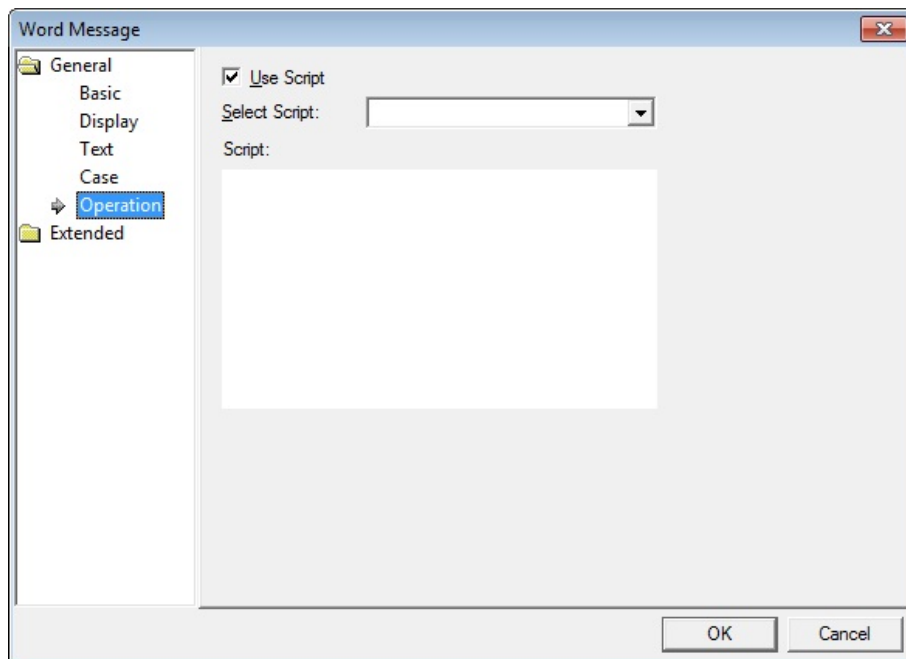 Word Message
General
Basic
Display
Text
Case
Operation
Extended
Use Script
Select Script:
Script:
OK
Cancel